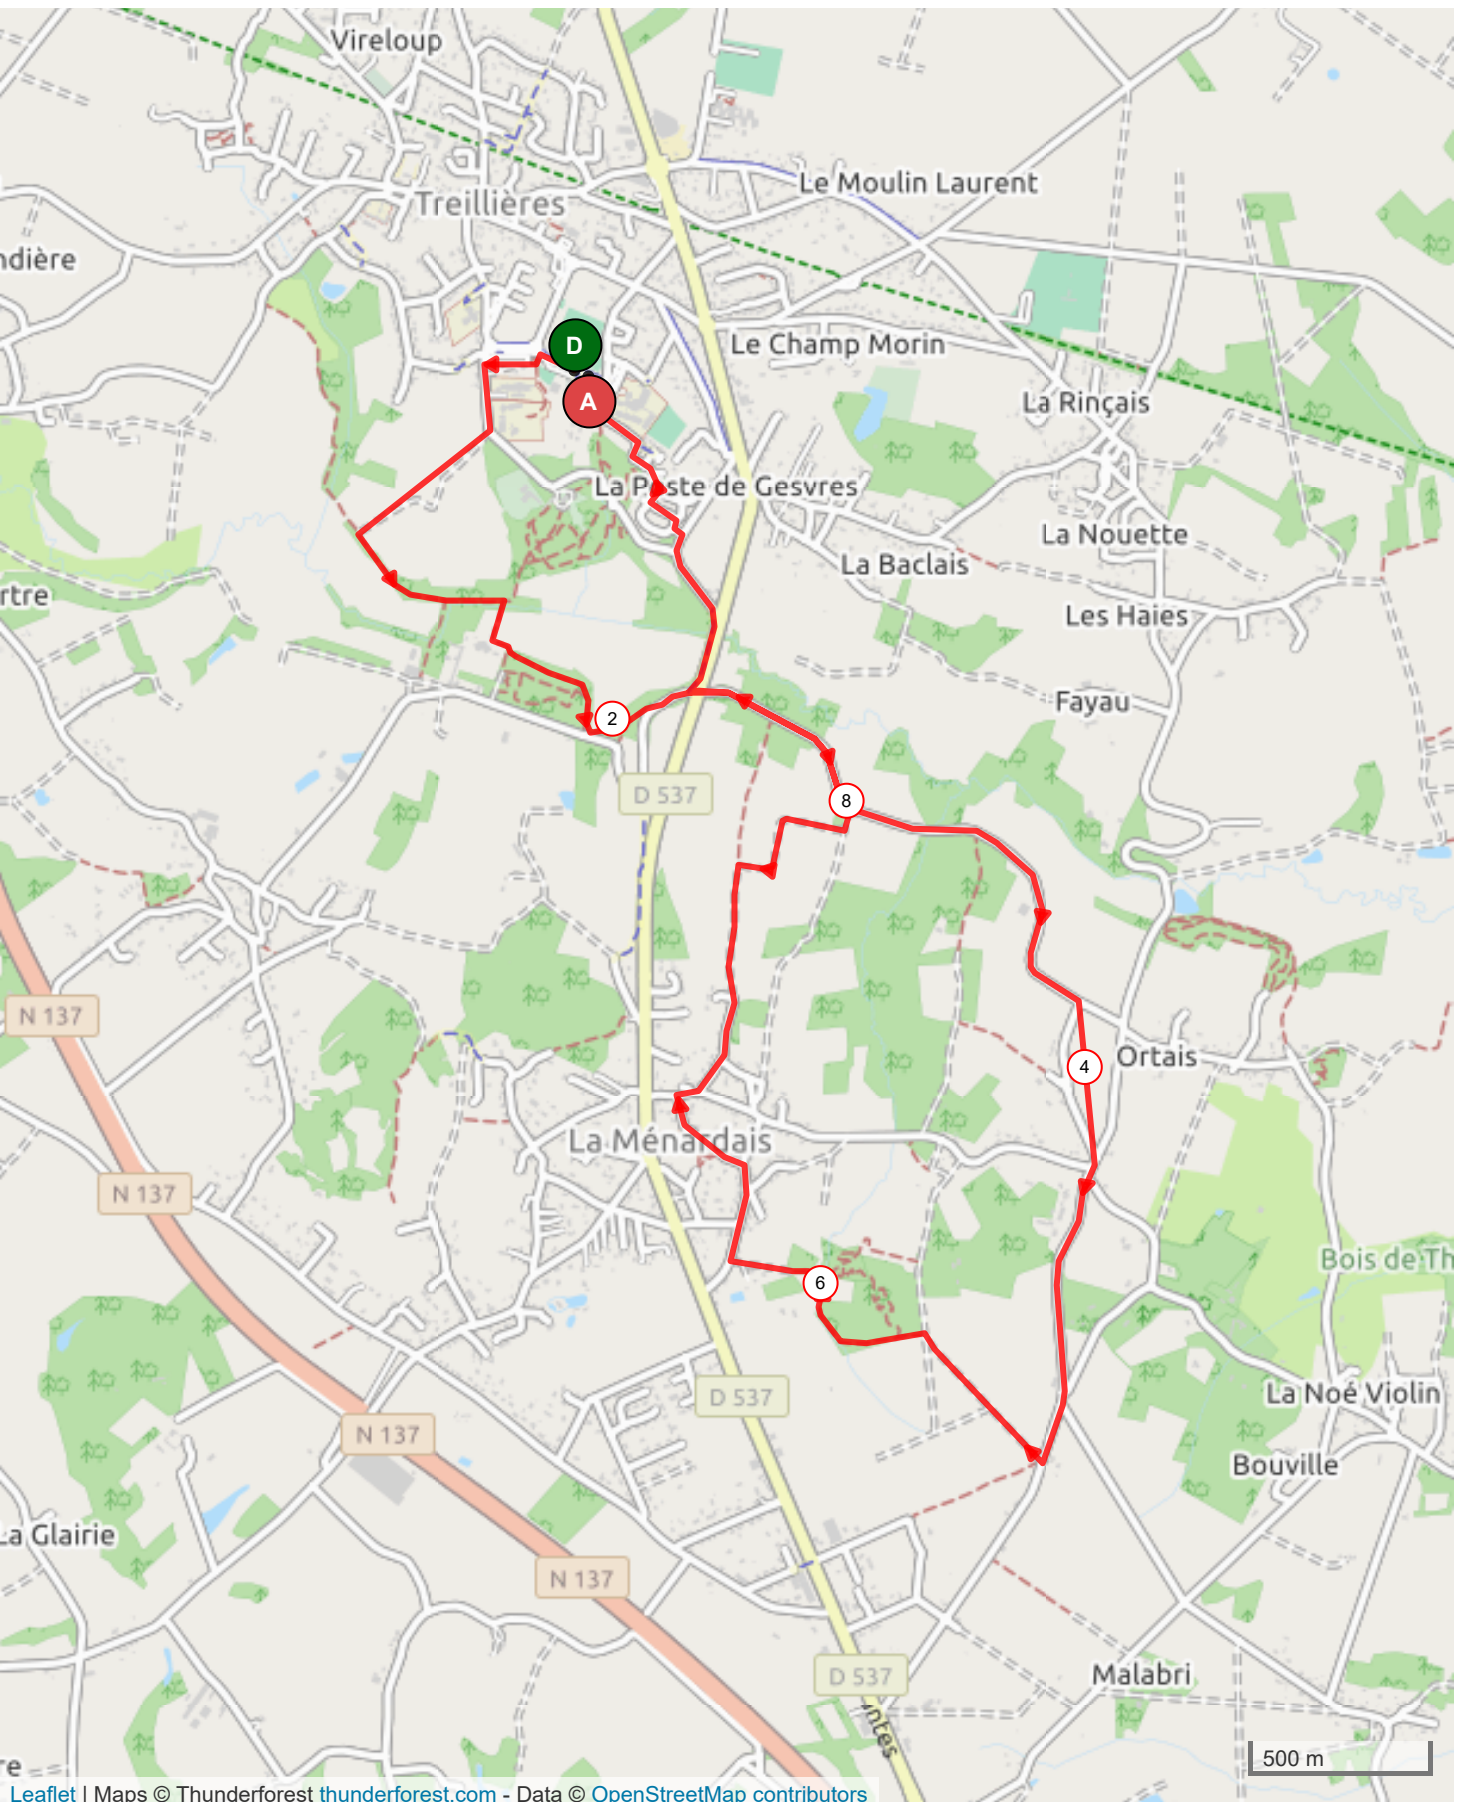 Vireloup
Le Moulin Laurent
Treillières
ndière
D
Le Champ Morin
A
La Rinçais
La Poste de Gesvres
La Nouette
La Baclais
rtre
Les Haies
Fayau
2
D 537
8
N 137
Ortais
4
La Ménardais
N 137
Bois de Th
6
D 537
La Noé Violin
N 137
Bouville
La Glairie
N 137
D 537
Malabri
ntes
500 m
re
Leaflet | Maps © Thunderforest thunderforest.com - Data © OpenStreetMap contributors